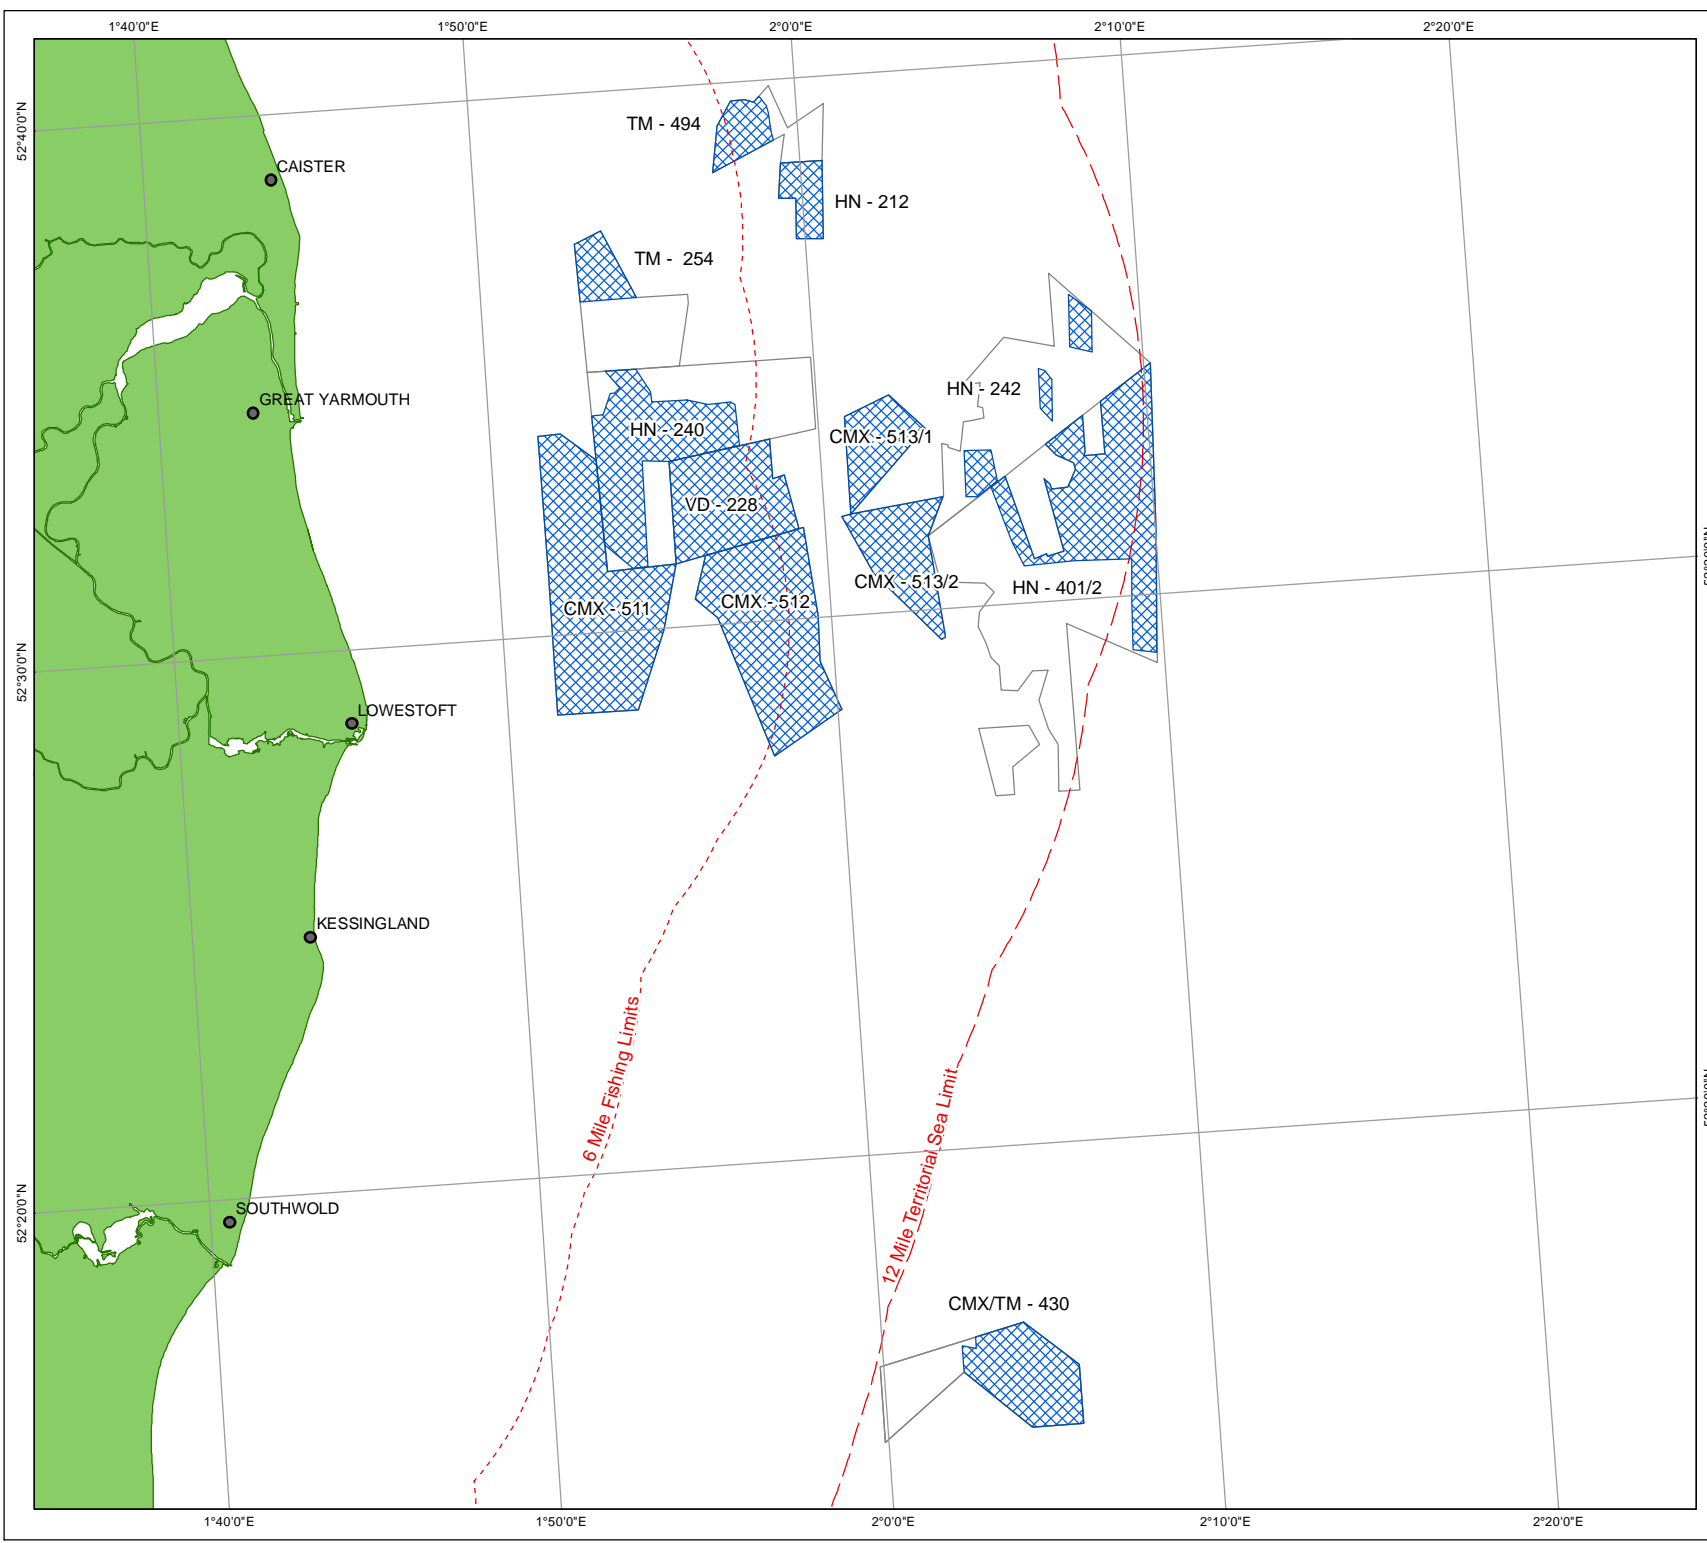 1°40'0"E
1°50'0"E
2°0'0"E
2°10'0"E
2°20'0"E
52°40'0"N
TM - 494
CAISTER
HN - 212
TM -  254
HN - 242
GREAT YARMOUTH
HN - 240
CMX - 513/1
VD - 228
CMX - 513/2
HN - 401/2
CMX - 511
CMX - 512
52°30'0"N
LOWESTOFT
KESSINGLAND
6 Mile Fishing Limits
12 Mile Territorial Sea Limit
52°20'0"N
SOUTHWOLD
CMX/TM - 430
1°40'0"E
1°50'0"E
2°0'0"E
2°10'0"E
2°20'0"E